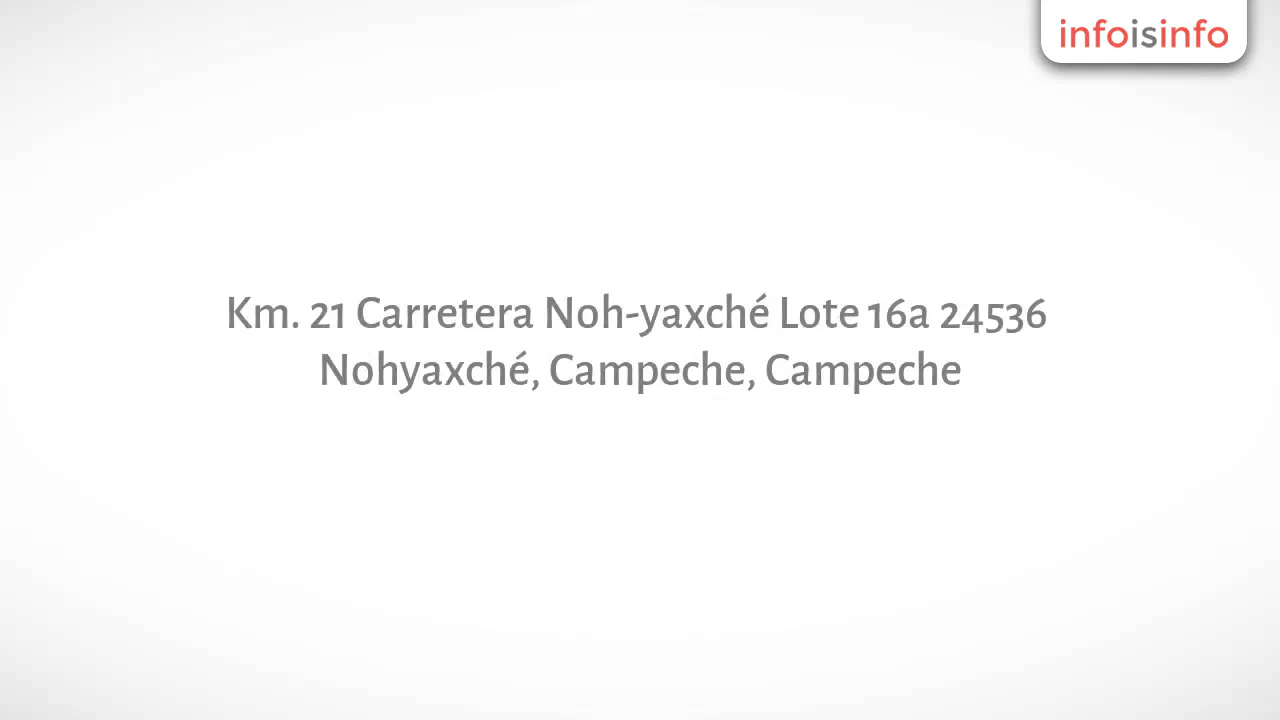 infoisinfo
Km. 21 Carretera Noh-yaxché Lote 16a 24536
Nohyaxché, Campeche, Campeche